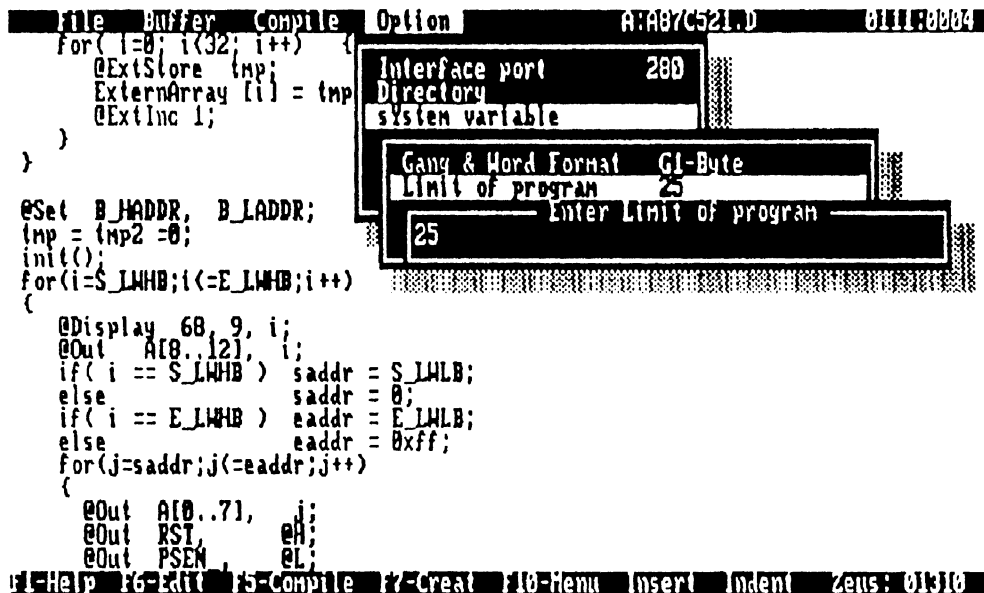 File Buffer Compile Option A:A87C521.D 0111:0004
for( i=0; i<32; i++) {
@ExtStore tmp;
ExternArray [i] = tmp
@ExtInc 1;
}
}
Interface port 280
Directory
system variable
Gang & Word Format G1-Byte
Limit of program 25
Enter Limit of program
25
@Set B_HADDR, B_LADDR;
tmp = tmp2 =0;
init();
for(i=S_LWHB;i<=E_LWHB;i++)
{
@Display 68, 9, i;
@Out A[8..12], i;
if( i == S_LWHB ) saddr = S_LWLB;
else saddr = 0;
if( i == E_LWHB ) eaddr = E_LWLB;
else eaddr = 0xff;
for(j=saddr;j<=eaddr;j++)
{
@Out A[0..7], j;
@Out RST, @H;
@Out PSEN_, @L;
F1-Help F6-Edit F5-Compile F7-Creat F10-Menu Insert Indent Zeus: 01310